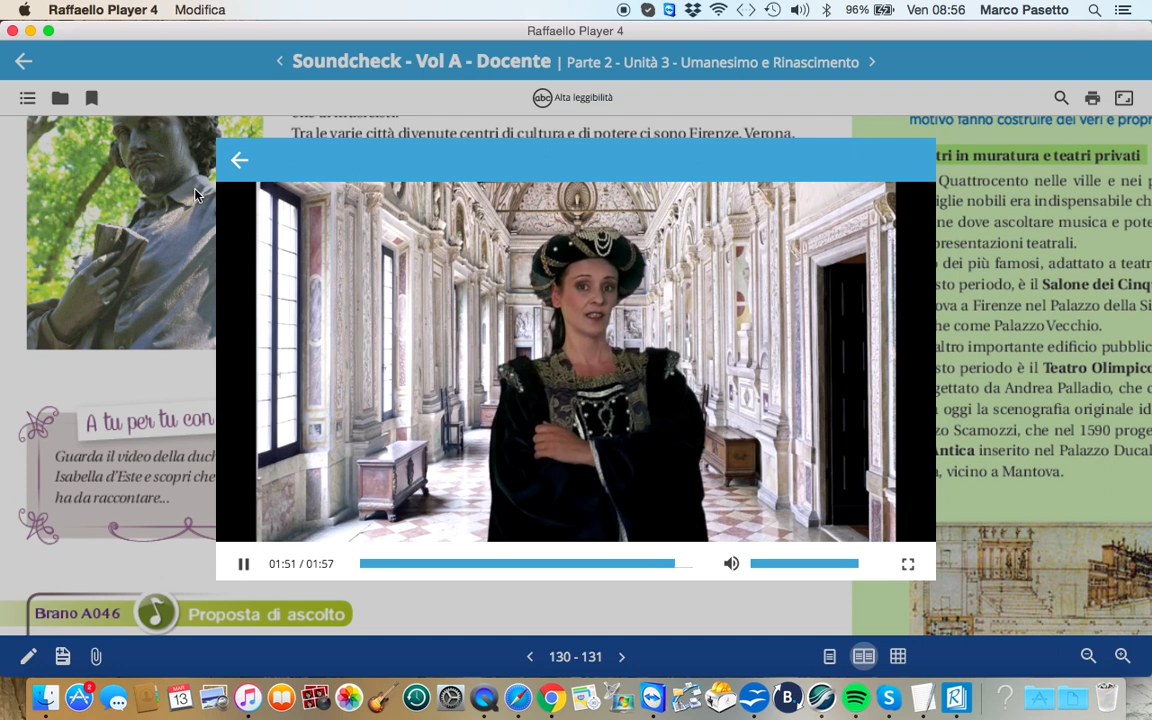 Raffaello Player 4 Modifica 96% Ven 08:56 Marco Pasetto
Raffaello Player 4
Soundcheck - Vol A - Docente | Parte 2 - Unità 3 - Umanesimo e Rinascimento
abc Alta leggibilità
Tra le varie città divenute centri di cultura e di potere ci sono Firenze, Verona,
A tu per tu con
Guarda il video della duch
Isabella d'Este e scopri che
ha da raccontare...
motivo fanno costruire dei veri e propr
tri in muratura e teatri privati
Quattrocento nelle ville e nei p
iglie nobili era indispensabile ch
ne dove ascoltare musica e pote
presentazioni teatrali.
dei più famosi, adattato a teatr
sto periodo, è il Salone dei Cinq
ova a Firenze nel Palazzo della Si
he come Palazzo Vecchio.
altro importante edificio pubblic
sto periodo è il Teatro Olimpico
gettato da Andrea Palladio, che c
oggi la scenografia originale id
zo Scamozzi, che nel 1590 proge
Antica inserito nel Palazzo Ducal
, vicino a Mantova.
01:51 / 01:57
Brano A046 Proposta di ascolto
130 - 131
2
MAR
13
B
S